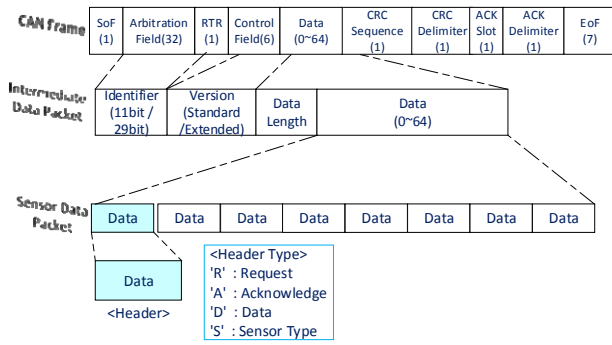 CAN frame
SoF
(1)
Arbitration
Field(32)
RTR
(1)
Control
Field(6)
Data
(0~64)
CRC
Sequence
(1)
CRC
Delimiter
(1)
ACK
Slot
(1)
ACK
Delimiter
(1)
EoF
(7)
Intermediate
Data Packet
Identifier
(11bit /
29bit)
Version
(Standard
/Extended)
Data
Length
Data
(0~64)
Sensor Data
Packet
Data
Data
Data
Data
Data
Data
Data
Data
Data
<Header>
<Header Type>
'R' : Request
'A' : Acknowledge
'D' : Data
'S' : Sensor Type